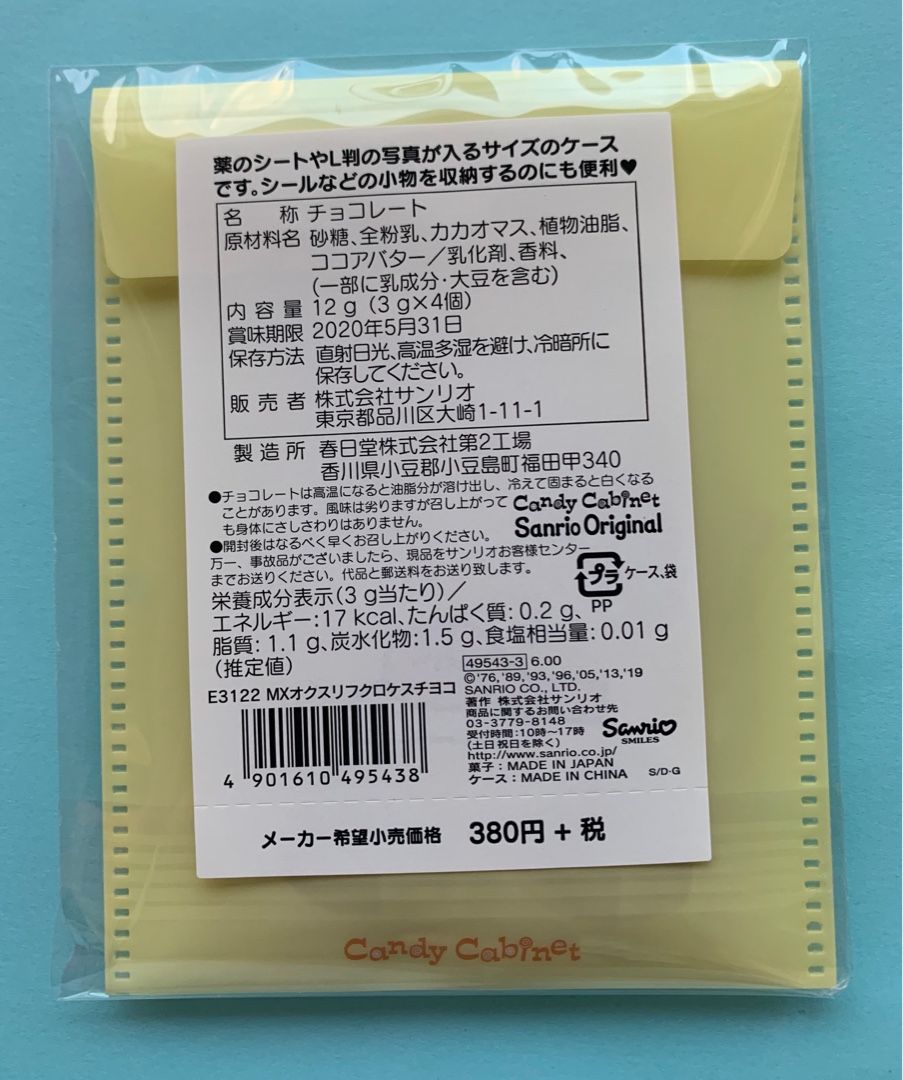 薬のシートやL判の写真が入るサイズのケース
です。シールなどの小物を収納するのにも便利♥
名 称 チョコレート
原材料名 砂糖、全粉乳、カカオマス、植物油脂、
ココアバター／乳化剤、香料、
(一部に乳成分・大豆を含む)
内容量 12 g (3 g×4個)
賞味期限 2020年5月31日
保存方法 直射日光、高温多湿を避け、冷暗所に
保存してください。
販売者 株式会社サンリオ
東京都品川区大崎1-11-1
製造所 春日堂株式会社第2工場
香川県小豆郡小豆島町福田甲340
●チョコレートは高温になると油脂分が溶け出し、冷えて固まると白くなる
ことがあります。風味は劣りますが召し上がって
も身体にさしさわりはありません。
●開封後はなるべく早くお召し上がりください。
万一、事故品がございましたら、現品をサンリオお客様センター
までお送りください。代品と郵送料をお送り致します。
Candy Cabinet
Sanrio Original
プラ ケース、袋
PP
栄養成分表示(3 g当たり)／
エネルギー:17 kcal、たんぱく質: 0.2 g、
脂質: 1.1 g、炭水化物:1.5 g、食塩相当量: 0.01 g
(推定値)
E3122 MXオクスリフクロケスチヨコ
4 901610 495438
49543-3 6.00
©'76,'89,'93,'96,'05,'13,'19
SANRIO CO., LTD.
著作 株式会社サンリオ
商品に関するお問い合わせ先
03-3779-8148
受付時間:10時～17時
(土日祝日を除く)
http://www.sanrio.co.jp/
菓子：MADE IN JAPAN
ケース：MADE IN CHINA
Sanrio
SMILES
S/D·G
メーカー希望小売価格 380円 + 税
Candy Cabinet